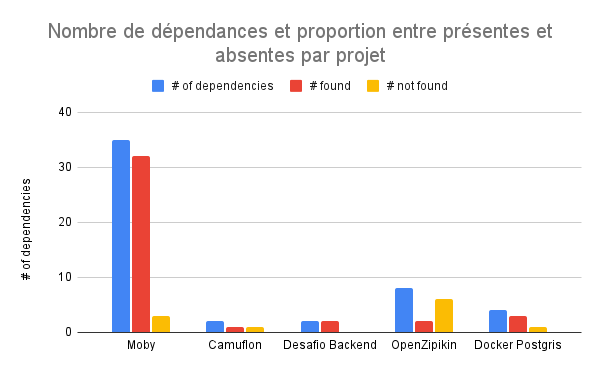 Nombre de dépendances et proportion entre présentes et
absentes par projet
# of dependencies # found # not found
# of dependencies
40
30
20
10
0
Moby Camuflon Desafio Backend OpenZipikin Docker Postgris